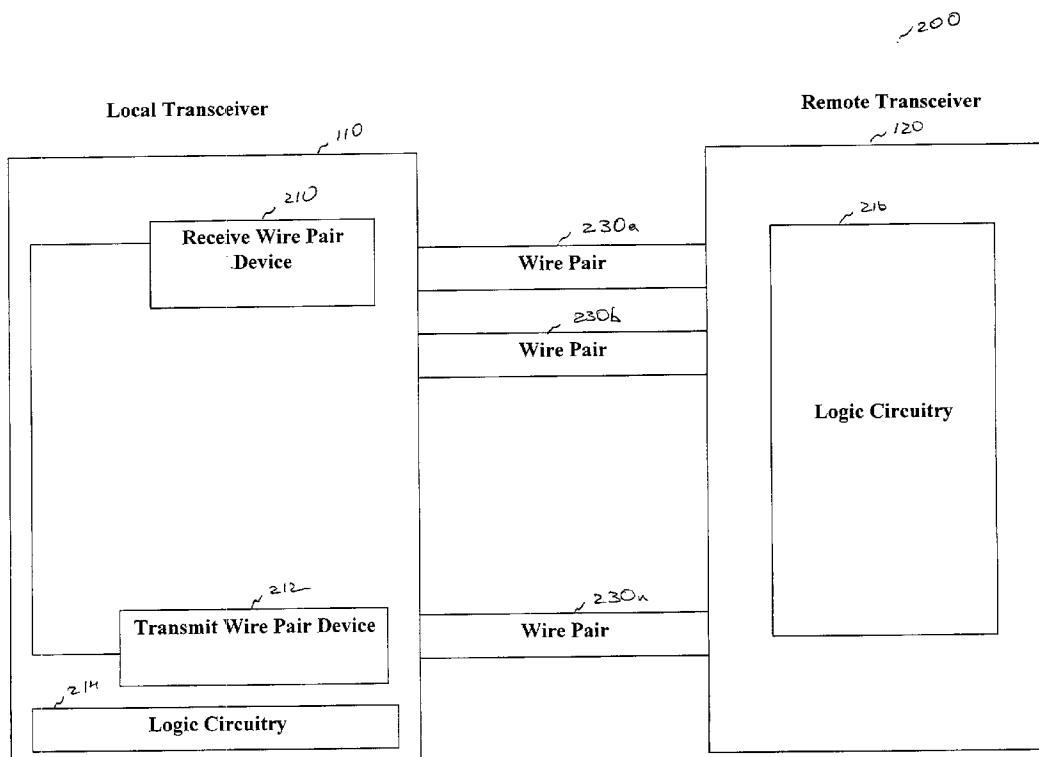 200
Local Transceiver
Remote Transceiver
110
120
210
Receive Wire Pair
Device
216
230a
Wire Pair
230b
Wire Pair
Logic Circuitry
212
Transmit Wire Pair Device
230n
Wire Pair
214
Logic Circuitry